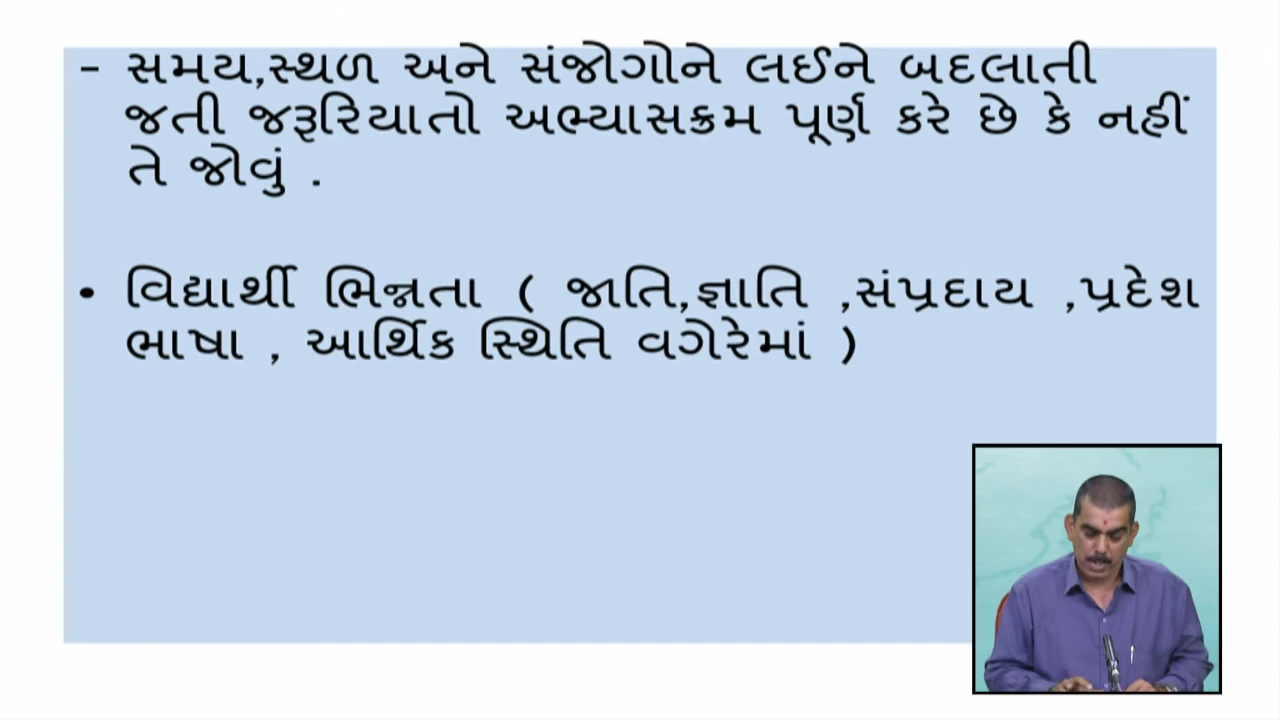 - સમય,સ્થળ અને સંજોગોને લઈને બદલાતી
જતી જરૂરિયાતો અભ્યાસક્રમ પૂર્ણ કરે છે કે નહીં
તે જોવું .
• વિદ્યાર્થી ભિન્નતા ( જાતિ,જ્ઞાતિ ,સંપ્રદાય ,પ્રદેશ
ભાષા , આર્થિક સ્થિતિ વગેરેમાં )